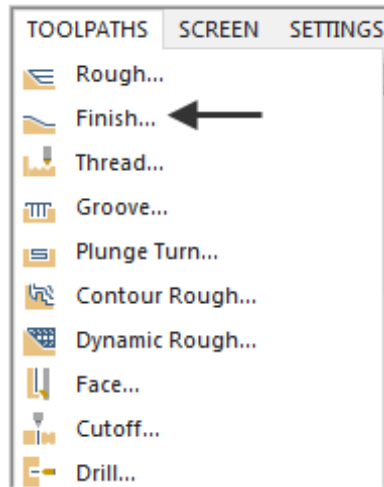 TOOLPATHS SCREEN SETTINGS
Rough...
Finish...
Thread...
Groove...
Plunge Turn...
Contour Rough...
Dynamic Rough...
Face...
Cutoff...
Drill...